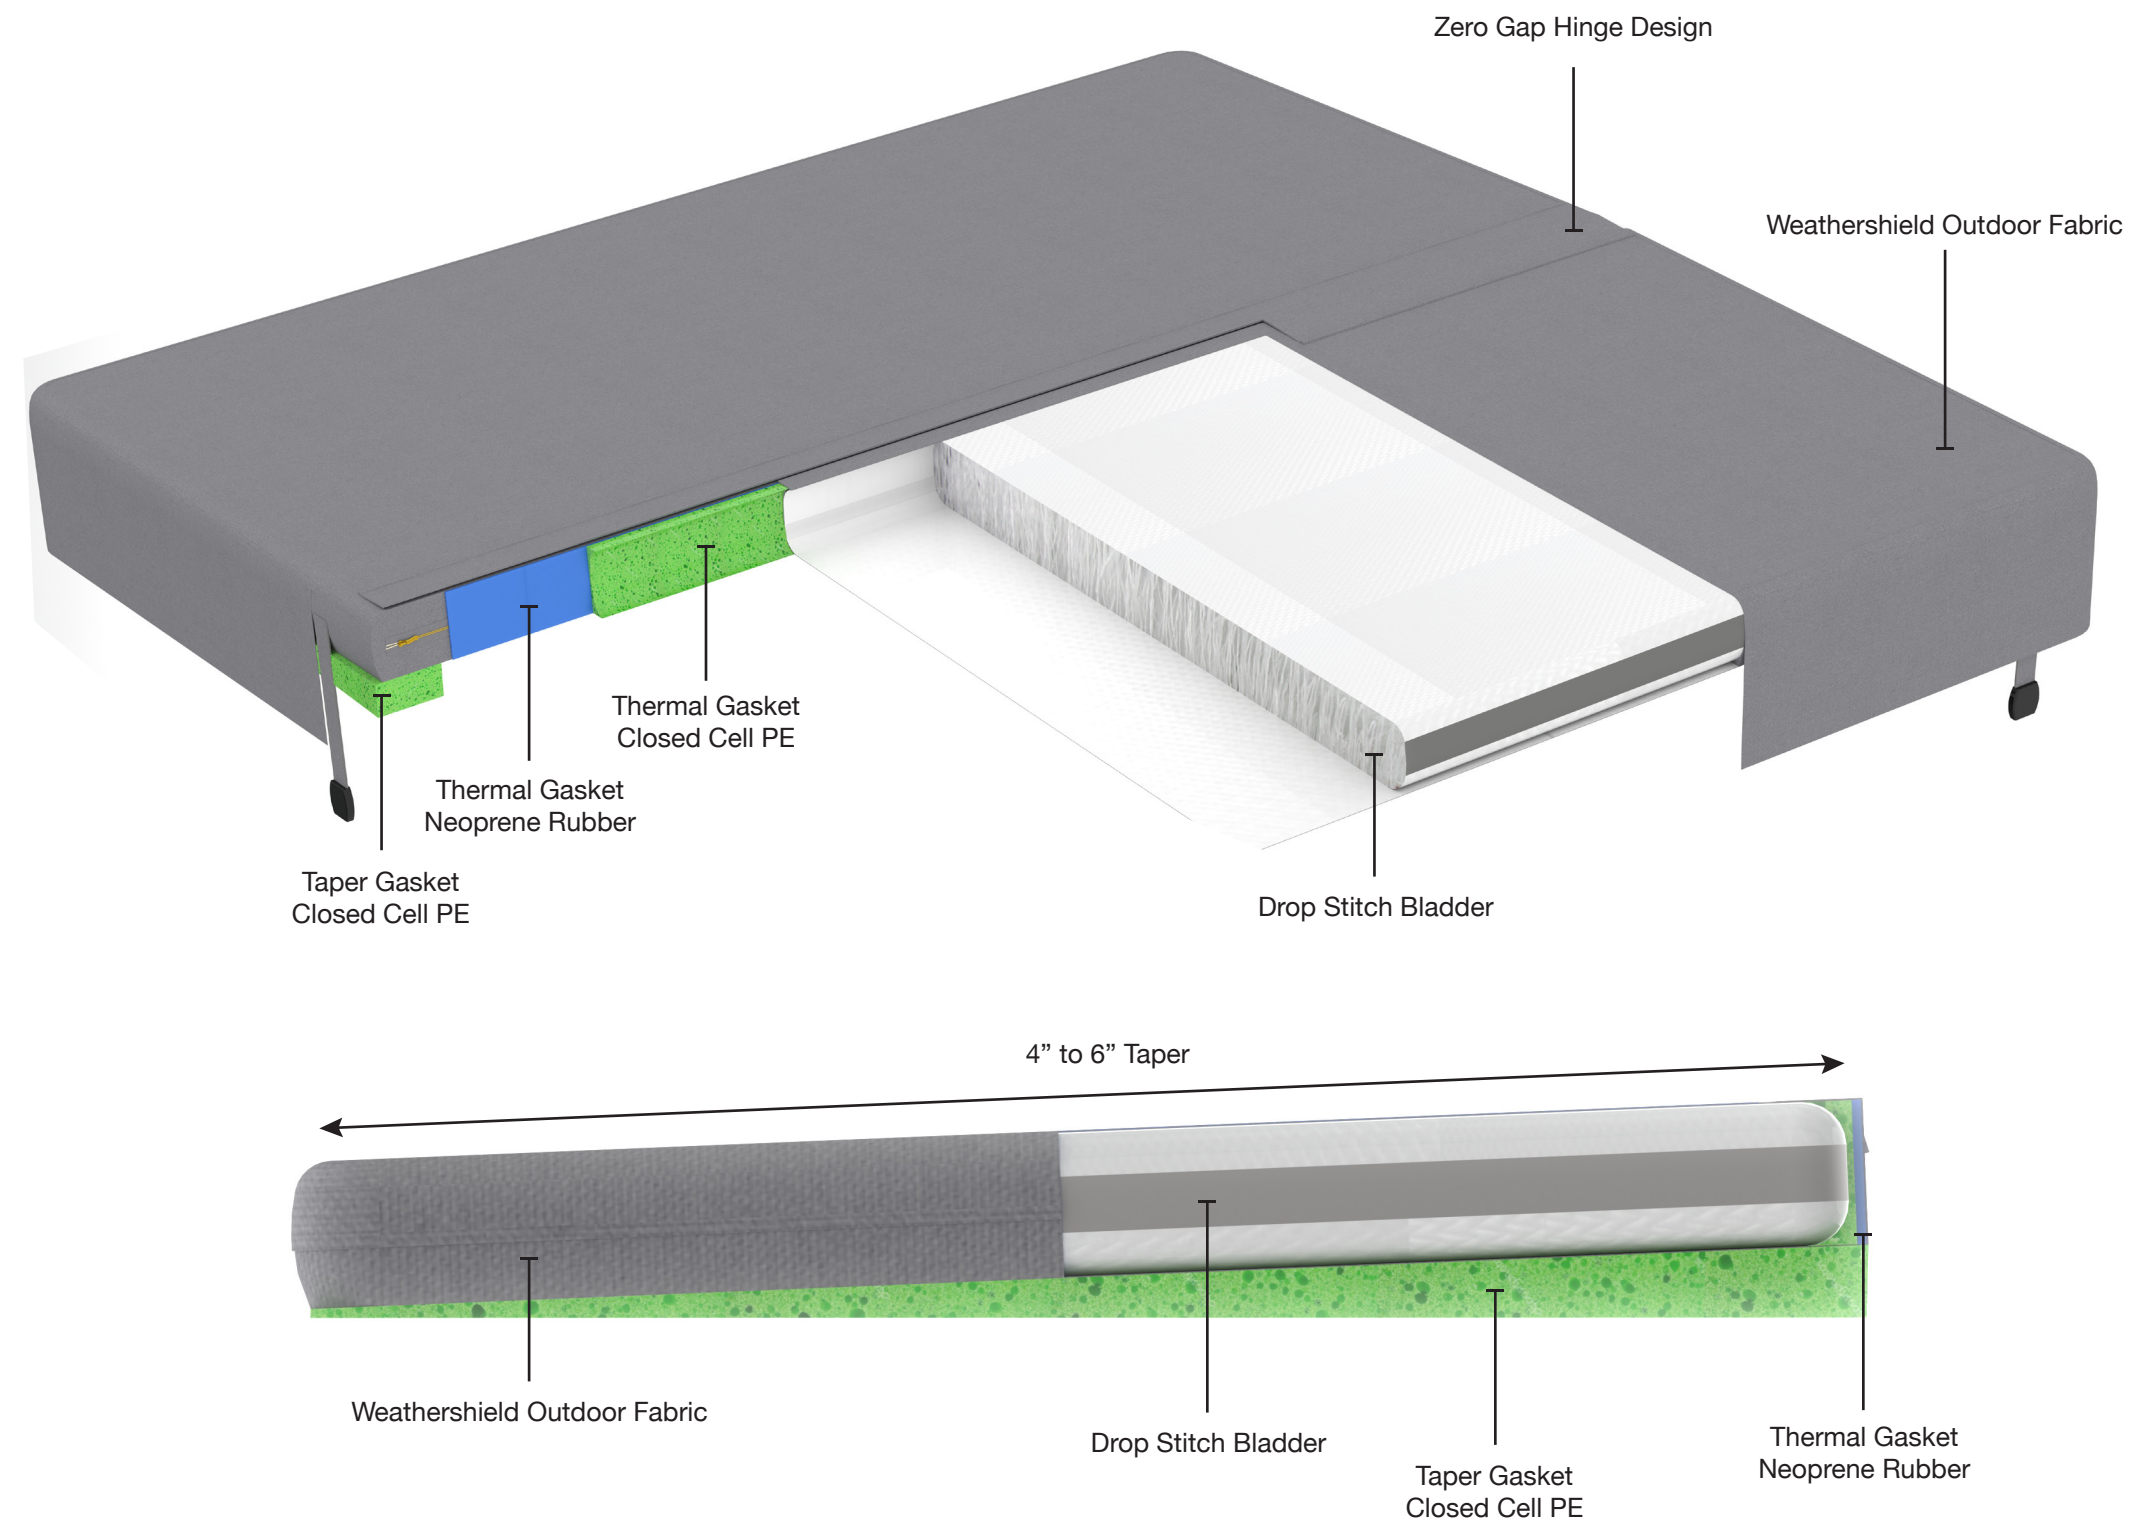 Zero Gap Hinge Design
Weathershield Outdoor Fabric
Thermal Gasket
Closed Cell PE
Thermal Gasket
Neoprene Rubber
Taper Gasket
Closed Cell PE
Drop Stitch Bladder
4” to 6” Taper
Weathershield Outdoor Fabric
Drop Stitch Bladder
Taper Gasket
Closed Cell PE
Thermal Gasket
Neoprene Rubber